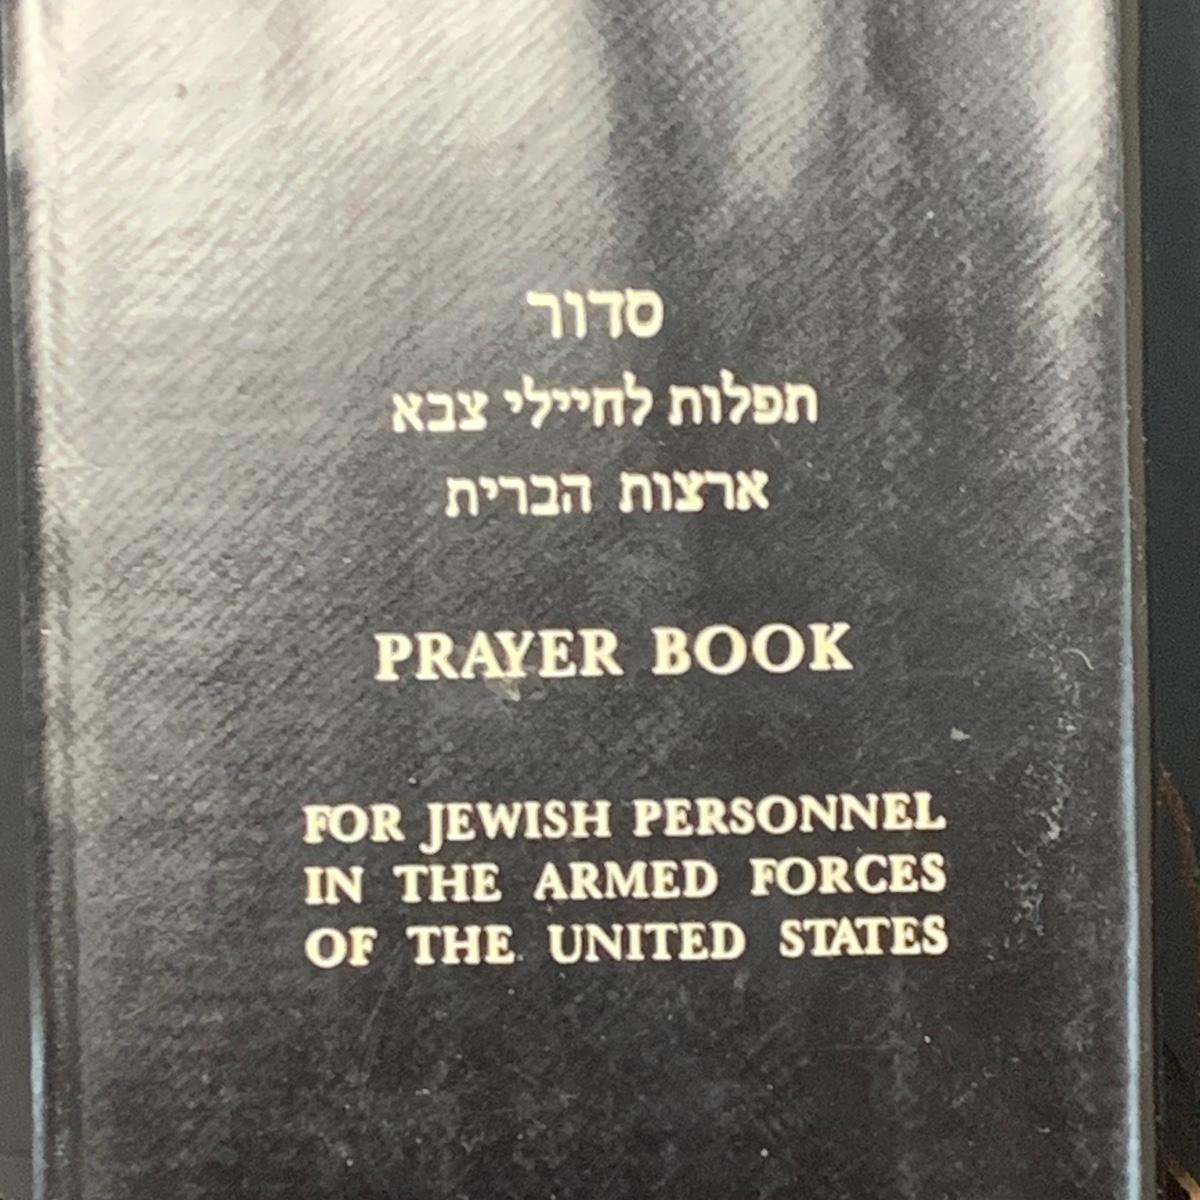 סדור
תפלות לחיילי צבא
ארצות הברית
PRAYER BOOK
FOR JEWISH PERSONNEL
IN THE ARMED FORCES
OF THE UNITED STATES